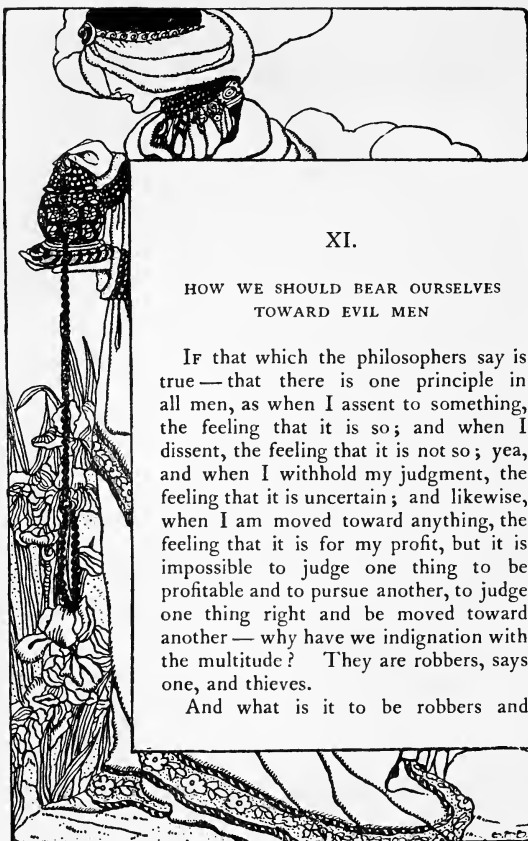 XI.
HOW WE SHOULD BEAR OURSELVES
TOWARD EVIL MEN
IF that which the philosophers say is
true — that there is one principle in
all men, as when I assent to something,
the feeling that it is so; and when I
dissent, the feeling that it is not so; yea,
and when I withhold my judgment, the
feeling that it is uncertain; and likewise,
when I am moved toward anything, the
feeling that it is for my profit, but it is
impossible to judge one thing to be
profitable and to pursue another, to judge
one thing right and be moved toward
another — why have we indignation with
the multitude? They are robbers, says
one, and thieves.
And what is it to be robbers and